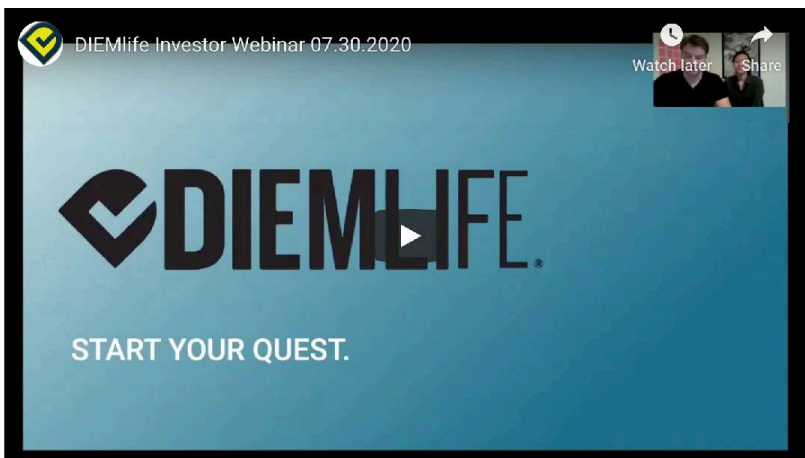 DIEMlife Investor Webinar 07.30.2020
Watch later
Share
DIEMLIFE®
START YOUR QUEST.